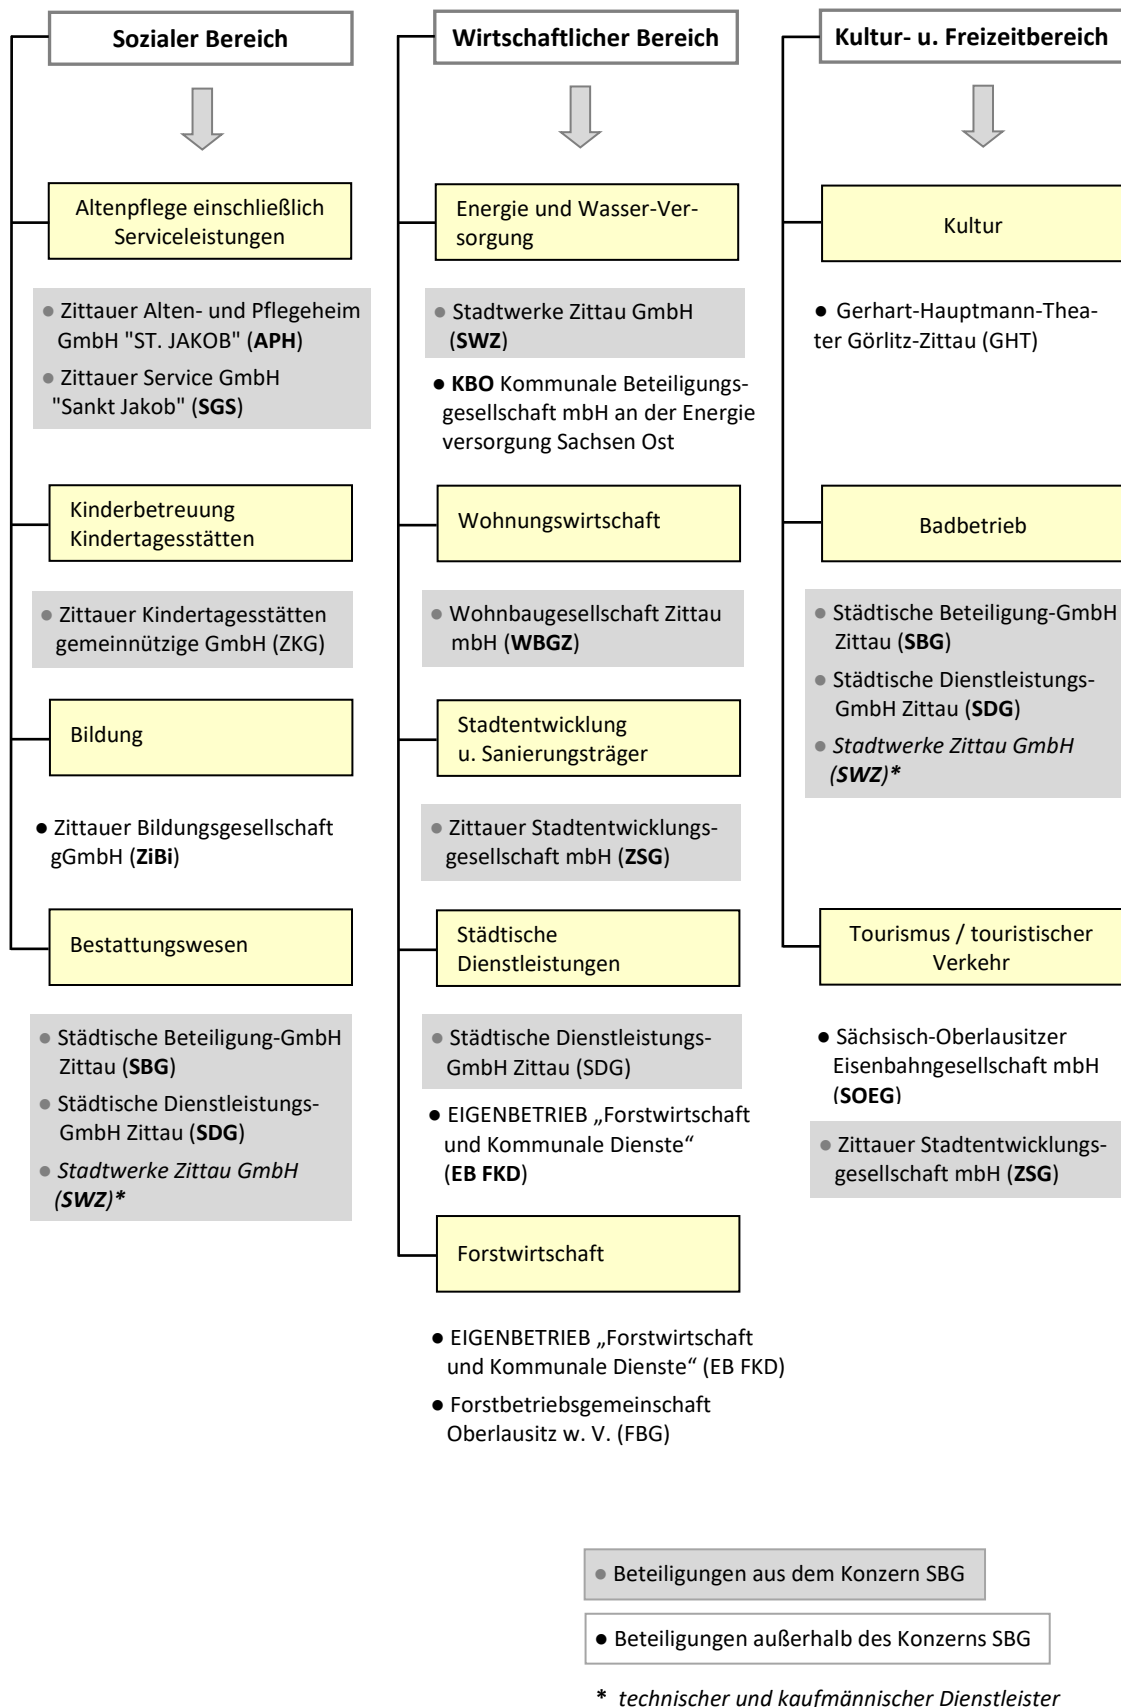 Sozialer Bereich
Altenpflege einschließlich
Serviceleistungen
● Zittauer Alten- und Pflegeheim
GmbH "ST. JAKOB" (APH)
● Zittauer Service GmbH
"Sankt Jakob" (SGS)
Kinderbetreuung
Kindertagesstätten
● Zittauer Kindertagesstätten
gemeinnützige GmbH (ZKG)
Bildung
● Zittauer Bildungsgesellschaft
gGmbH (ZiBi)
Bestattungswesen
● Städtische Beteiligung-GmbH
Zittau (SBG)
● Städtische Dienstleistungs-
GmbH Zittau (SDG)
● Stadtwerke Zittau GmbH
(SWZ)*
Wirtschaftlicher Bereich
Energie und Wasser-Ver-
sorgung
● Stadtwerke Zittau GmbH
(SWZ)
● KBO Kommunale Beteiligungs-
gesellschaft mbH an der Energie
versorgung Sachsen Ost
Wohnungswirtschaft
● Wohnbaugesellschaft Zittau
mbH (WBGZ)
Stadtentwicklung
u. Sanierungsträger
● Zittauer Stadtentwicklungs-
gesellschaft mbH (ZSG)
Städtische
Dienstleistungen
● Städtische Dienstleistungs-
GmbH Zittau (SDG)
● EIGENBETRIEB „Forstwirtschaft
und Kommunale Dienste“
(EB FKD)
Forstwirtschaft
● EIGENBETRIEB „Forstwirtschaft
und Kommunale Dienste“ (EB FKD)
● Forstbetriebsgemeinschaft
Oberlausitz w. V. (FBG)
Kultur- u. Freizeitbereich
Kultur
● Gerhart-Hauptmann-Thea-
ter Görlitz-Zittau (GHT)
Badbetrieb
● Städtische Beteiligung-GmbH
Zittau (SBG)
● Städtische Dienstleistungs-
GmbH Zittau (SDG)
● Stadtwerke Zittau GmbH
(SWZ)*
Tourismus / touristischer
Verkehr
● Sächsisch-Oberlausitzer
Eisenbahngesellschaft mbH
(SOEG)
● Zittauer Stadtentwicklungs-
gesellschaft mbH (ZSG)
● Beteiligungen aus dem Konzern SBG
● Beteiligungen außerhalb des Konzerns SBG
* technischer und kaufmännischer Dienstleister